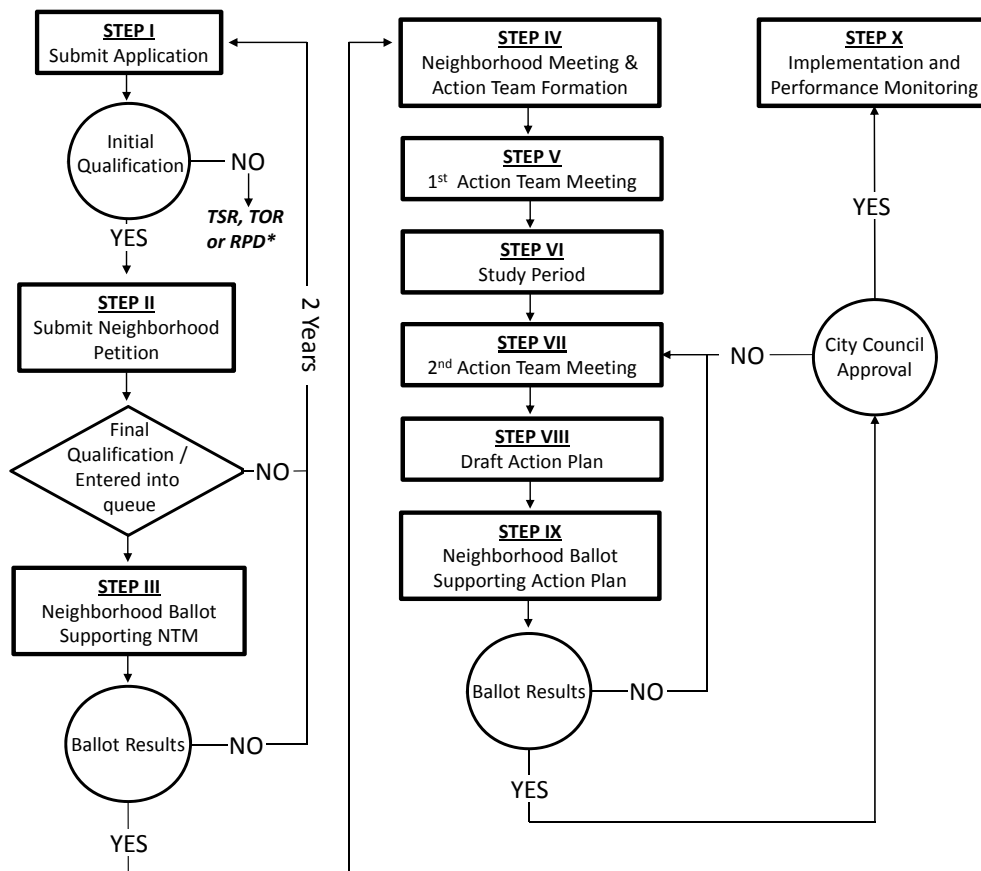 STEP I
Submit Application
Initial
Qualification
NO
TSR, TOR
or RPD*
YES
STEP II
Submit Neighborhood
Petition
2 Years
Final
Qualification /
Entered into
queue
NO
STEP III
Neighborhood Ballot
Supporting NTM
Ballot Results
NO
YES
STEP IV
Neighborhood Meeting &
Action Team Formation
STEP V
1st Action Team Meeting
STEP VI
Study Period
STEP VII
2nd Action Team Meeting
STEP VIII
Draft Action Plan
STEP IX
Neighborhood Ballot
Supporting Action Plan
Ballot Results
NO
YES
STEP X
Implementation and
Performance Monitoring
YES
City Council
Approval
NO